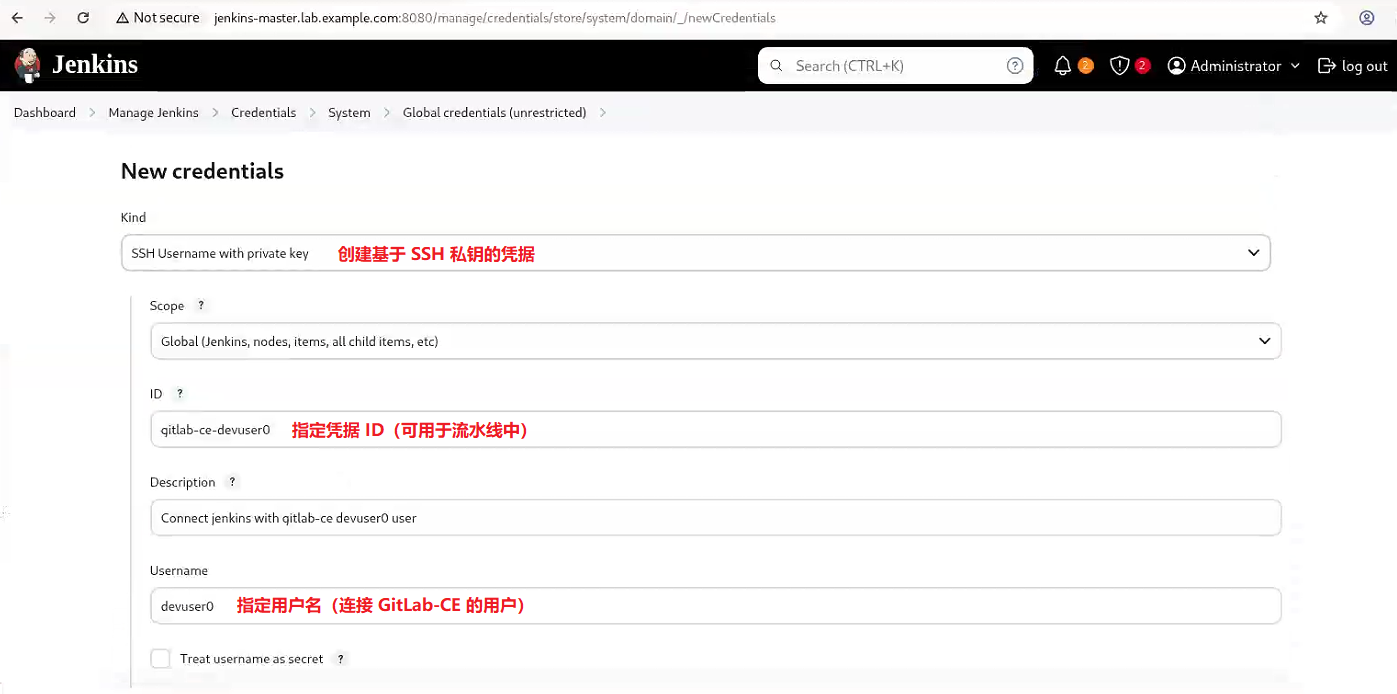 Not secure jenkins-master.lab.example.com:8080/manage/credentials/store/system/domain/_/newCredentials
Jenkins Search (CTRL+K) ? 2 2 Administrator log out
Dashboard > Manage Jenkins > Credentials > System > Global credentials (unrestricted) >
New credentials
Kind
SSH Username with private key 创建基于 SSH 私钥的凭据
Scope ?
Global (Jenkins, nodes, items, all child items, etc)
ID ?
gitlab-ce-devuser0 指定凭据 ID（可用于流水线中）
Description ?
Connect jenkins with gitlab-ce devuser0 user
Username
devuser0 指定用户名（连接 GitLab-CE 的用户）
Treat username as secret ?